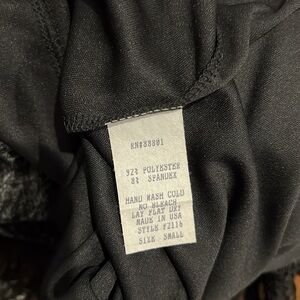 RN#38801
92% POLYESTER
8% SPANDEX
HAND WASH COLD
NO BLEACH
LAY FLAT DRY
MADE IN USA
STYLE #2116
SIZE SMALL